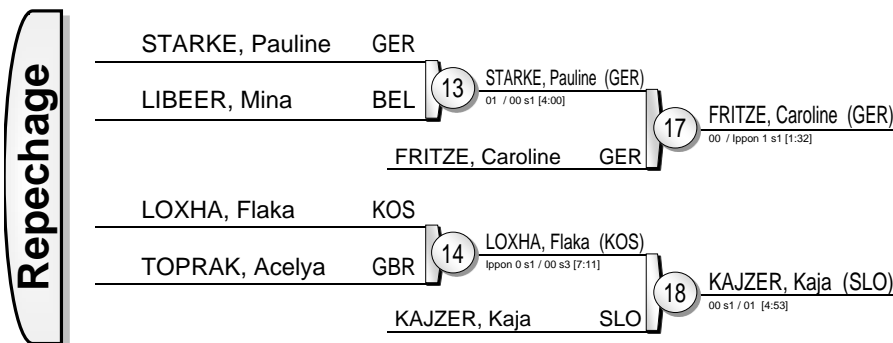 Repechage
STARKE, Pauline GER
LIBEER, Mina BEL
13
STARKE, Pauline (GER)
01 / 00 s1 [4:00]
FRITZE, Caroline GER
17
FRITZE, Caroline (GER)
00 / Ippon 1 s1 [1:32]
LOXHA, Flaka KOS
TOPRAK, Acelya GBR
14
LOXHA, Flaka (KOS)
Ippon 0 s1 / 00 s3 [7:11]
KAJZER, Kaja SLO
18
KAJZER, Kaja (SLO)
00 s1 / 01 [4:53]